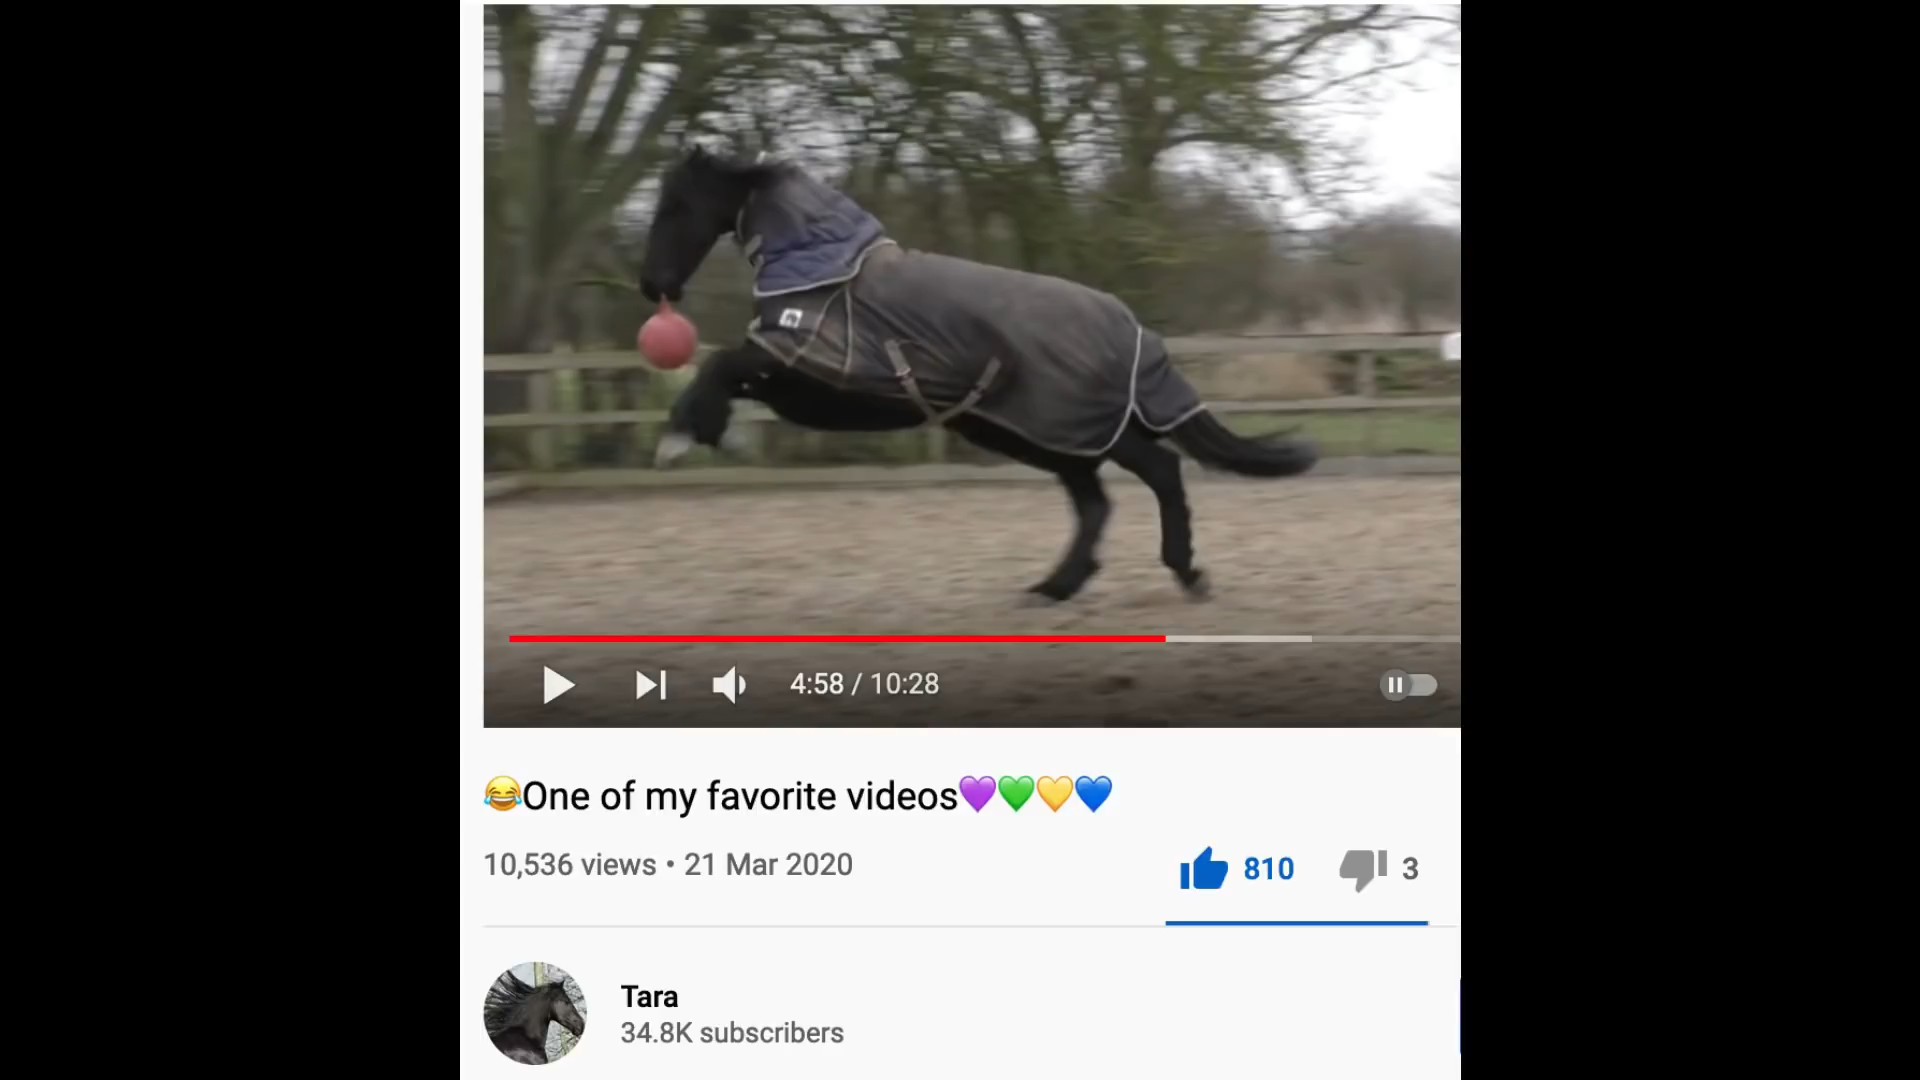 4:58 / 10:28
😂One of my favorite videos💜💚💛💙
10,536 views • 21 Mar 2020
810
3
Tara
34.8K subscribers